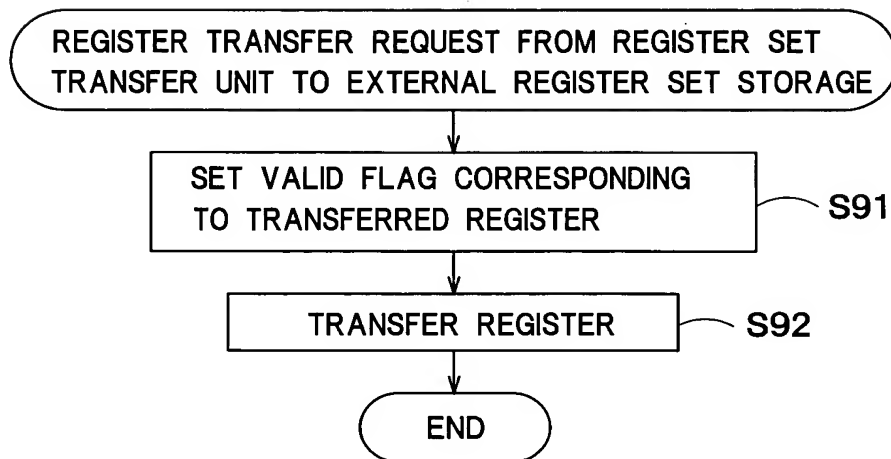 REGISTER TRANSFER REQUEST FROM REGISTER SET
TRANSFER UNIT TO EXTERNAL REGISTER SET STORAGE
SET VALID FLAG CORRESPONDING
TO TRANSFERRED REGISTER
S91
TRANSFER REGISTER
S92
END